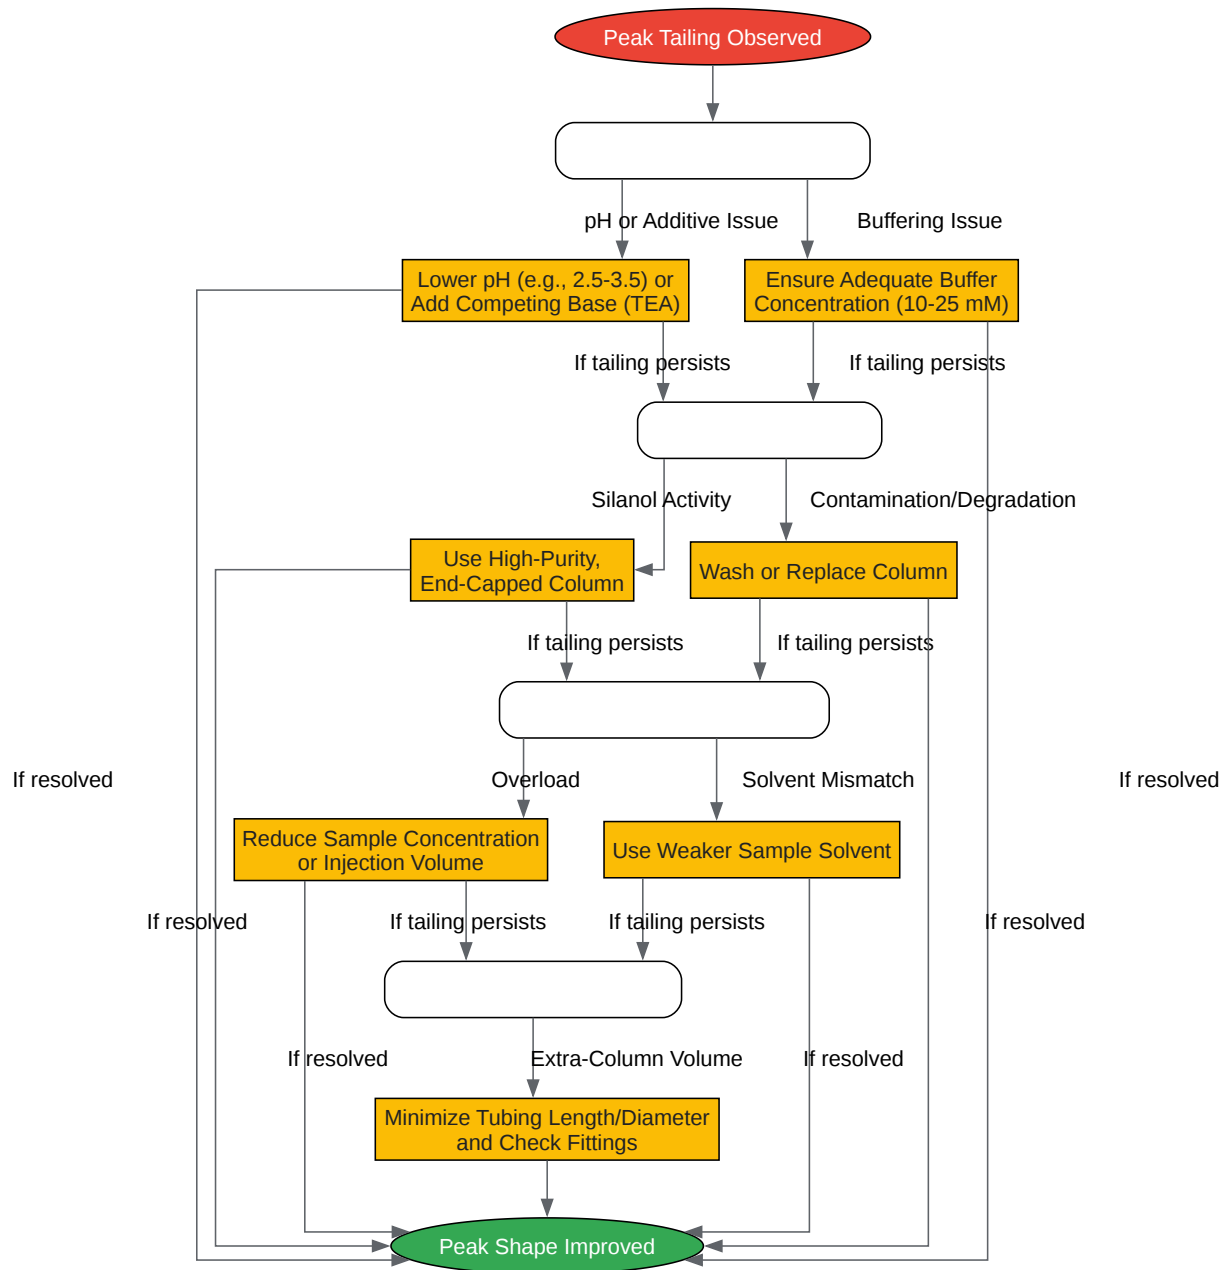 Peak Tailing Observed
pH or Additive Issue
Buffering Issue
Lower pH (e.g., 2.5-3.5) or
Add Competing Base (TEA)
Ensure Adequate Buffer
Concentration (10-25 mM)
If tailing persists
If tailing persists
Silanol Activity
Contamination/Degradation
Use High-Purity,
End-Capped Column
Wash or Replace Column
If tailing persists
If tailing persists
If resolved
Overload
Solvent Mismatch
If resolved
Reduce Sample Concentration
or Injection Volume
Use Weaker Sample Solvent
If resolved
If tailing persists
If tailing persists
If resolved
If resolved
Extra-Column Volume
If resolved
Minimize Tubing Length/Diameter
and Check Fittings
Peak Shape Improved